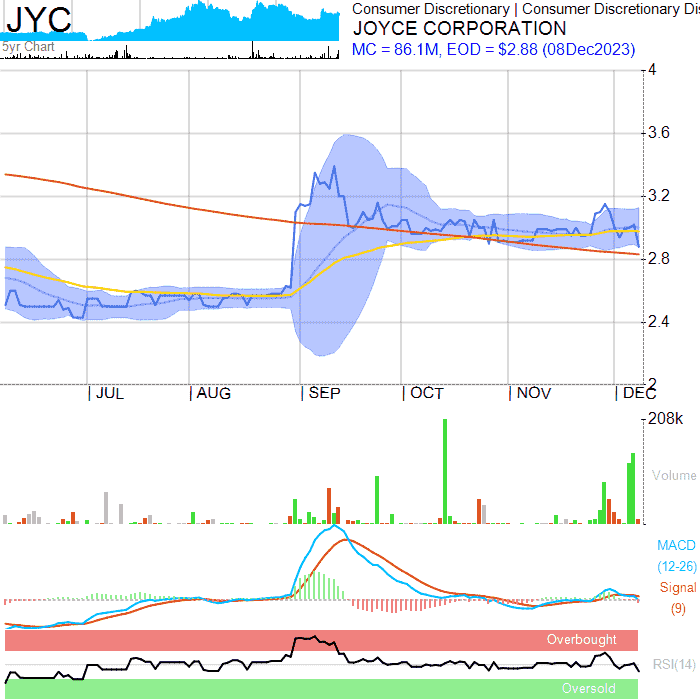 JYC
5yr Chart
Consumer Discretionary | Consumer Discretionary Dis
JOYCE CORPORATION
MC = 86.1M, EOD = $2.88 (08Dec2023)
4
3.6
3.2
2.8
2.4
2
JUL AUG SEP OCT NOV DEC
208k
Volume
MACD
(12-26)
Signal
(9)
Overbought
RSI(14)
Oversold